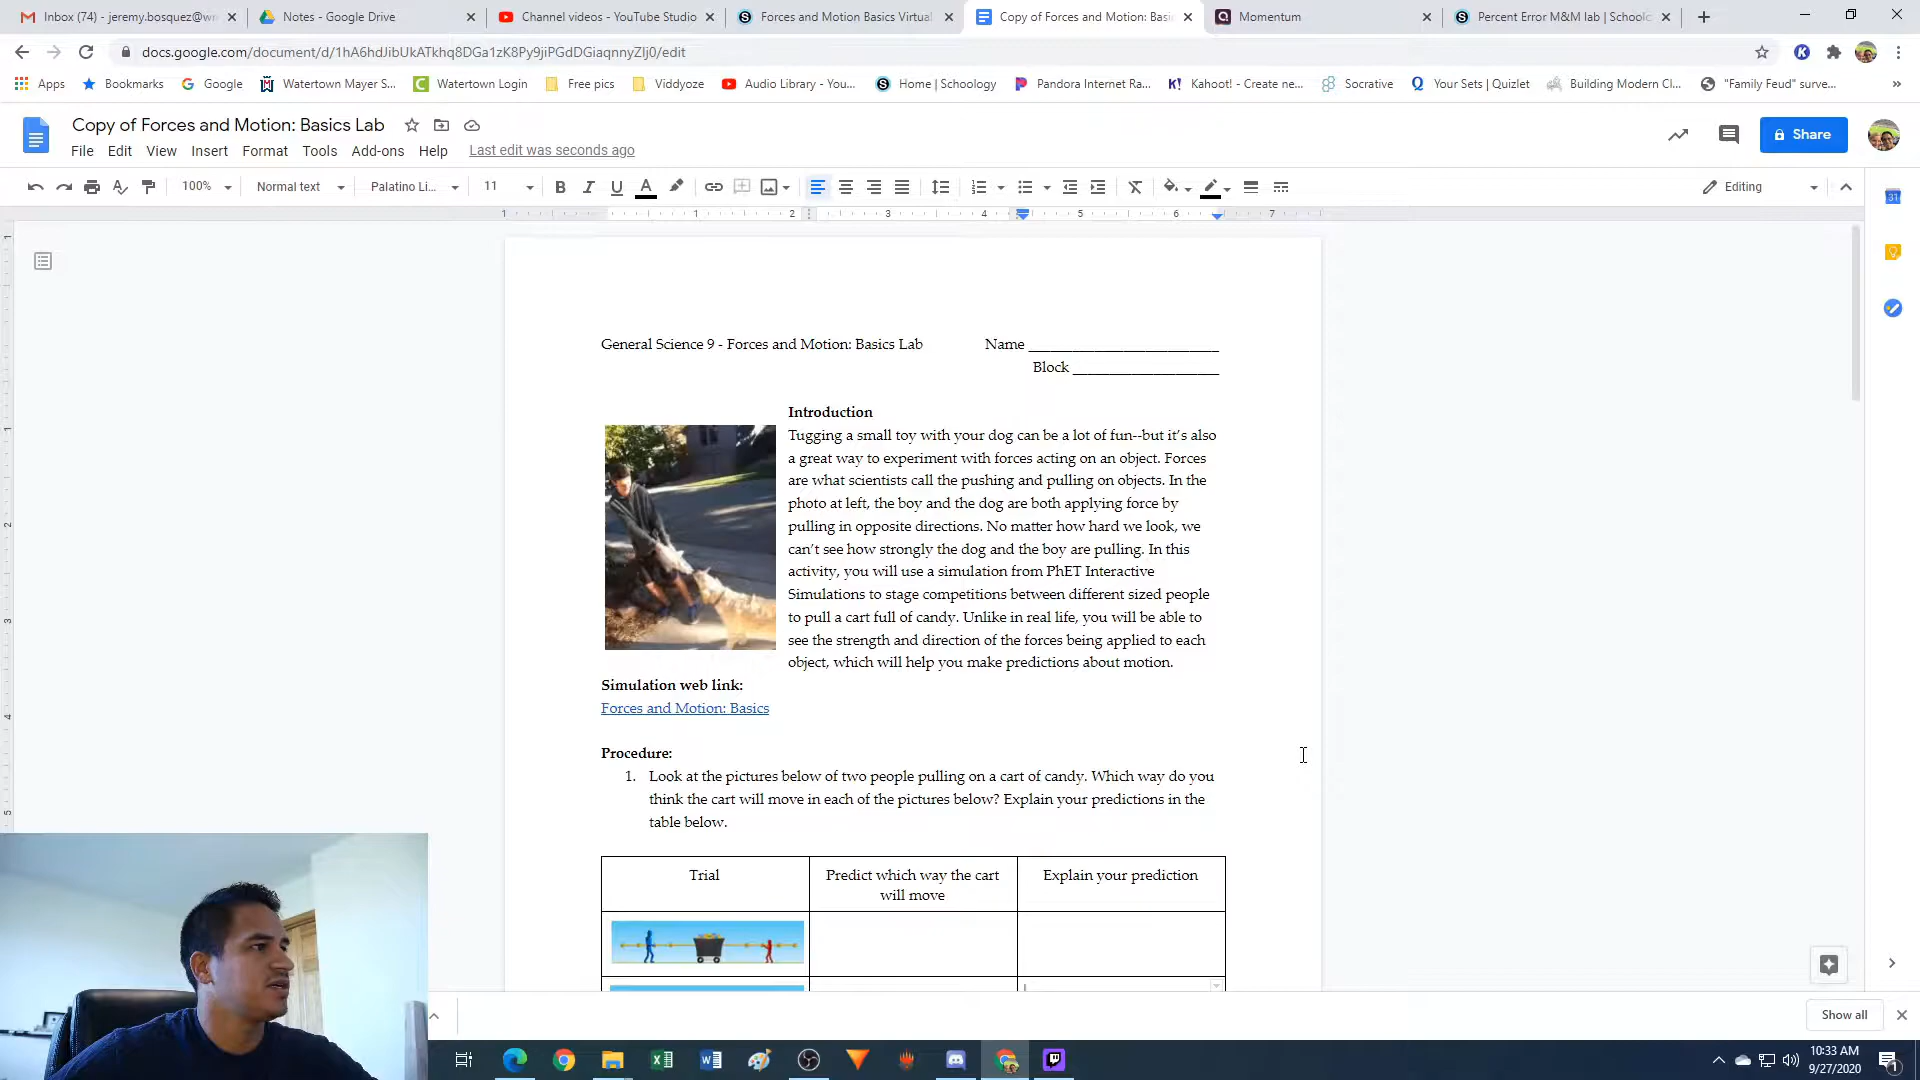 Inbox (74) - jeremy.bosquez@wr
Notes - Google Drive
Channel videos - YouTube Studio
Forces and Motion Basics Virtual
Copy of Forces and Motion: Basi
Momentum
Percent Error M&M lab | Schoolo
docs.google.com/document/d/1hA6hdJibUkATkhq8DGa1zK8Py9jiPGdDGiaqnnyZIj0/edit
Apps
Bookmarks
Google
Watertown Mayer S...
Watertown Login
Free pics
Viddyoze
Audio Library - You...
Home | Schoology
Pandora Internet Ra...
Kahoot! - Create ne...
Socrative
Your Sets | Quizlet
Building Modern Cl...
"Family Feud" surve...
»
Copy of Forces and Motion: Basics Lab
File Edit View Insert Format Tools Add-ons Help Last edit was seconds ago
Share
100% Normal text Palatino Li... 11 B I U A Editing
1 1 2 3 4 5 6 7
General Science 9 - Forces and Motion: Basics Lab Name ___________________________
Block _____________________
Introduction
Tugging a small toy with your dog can be a lot of fun--but it's also
a great way to experiment with forces acting on an object. Forces
are what scientists call the pushing and pulling on objects. In the
photo at left, the boy and the dog are both applying force by
pulling in opposite directions. No matter how hard we look, we
can't see how strongly the dog and the boy are pulling. In this
activity, you will use a simulation from PhET Interactive
Simulations to stage competitions between different sized people
to pull a cart full of candy. Unlike in real life, you will be able to
see the strength and direction of the forces being applied to each
object, which will help you make predictions about motion.
Simulation web link:
Forces and Motion: Basics
Procedure:
1. Look at the pictures below of two people pulling on a cart of candy. Which way do you
think the cart will move in each of the pictures below? Explain your predictions in the
table below.
Trial
Predict which way the cart
will move
Explain your prediction
Show all
10:33 AM
9/27/2020